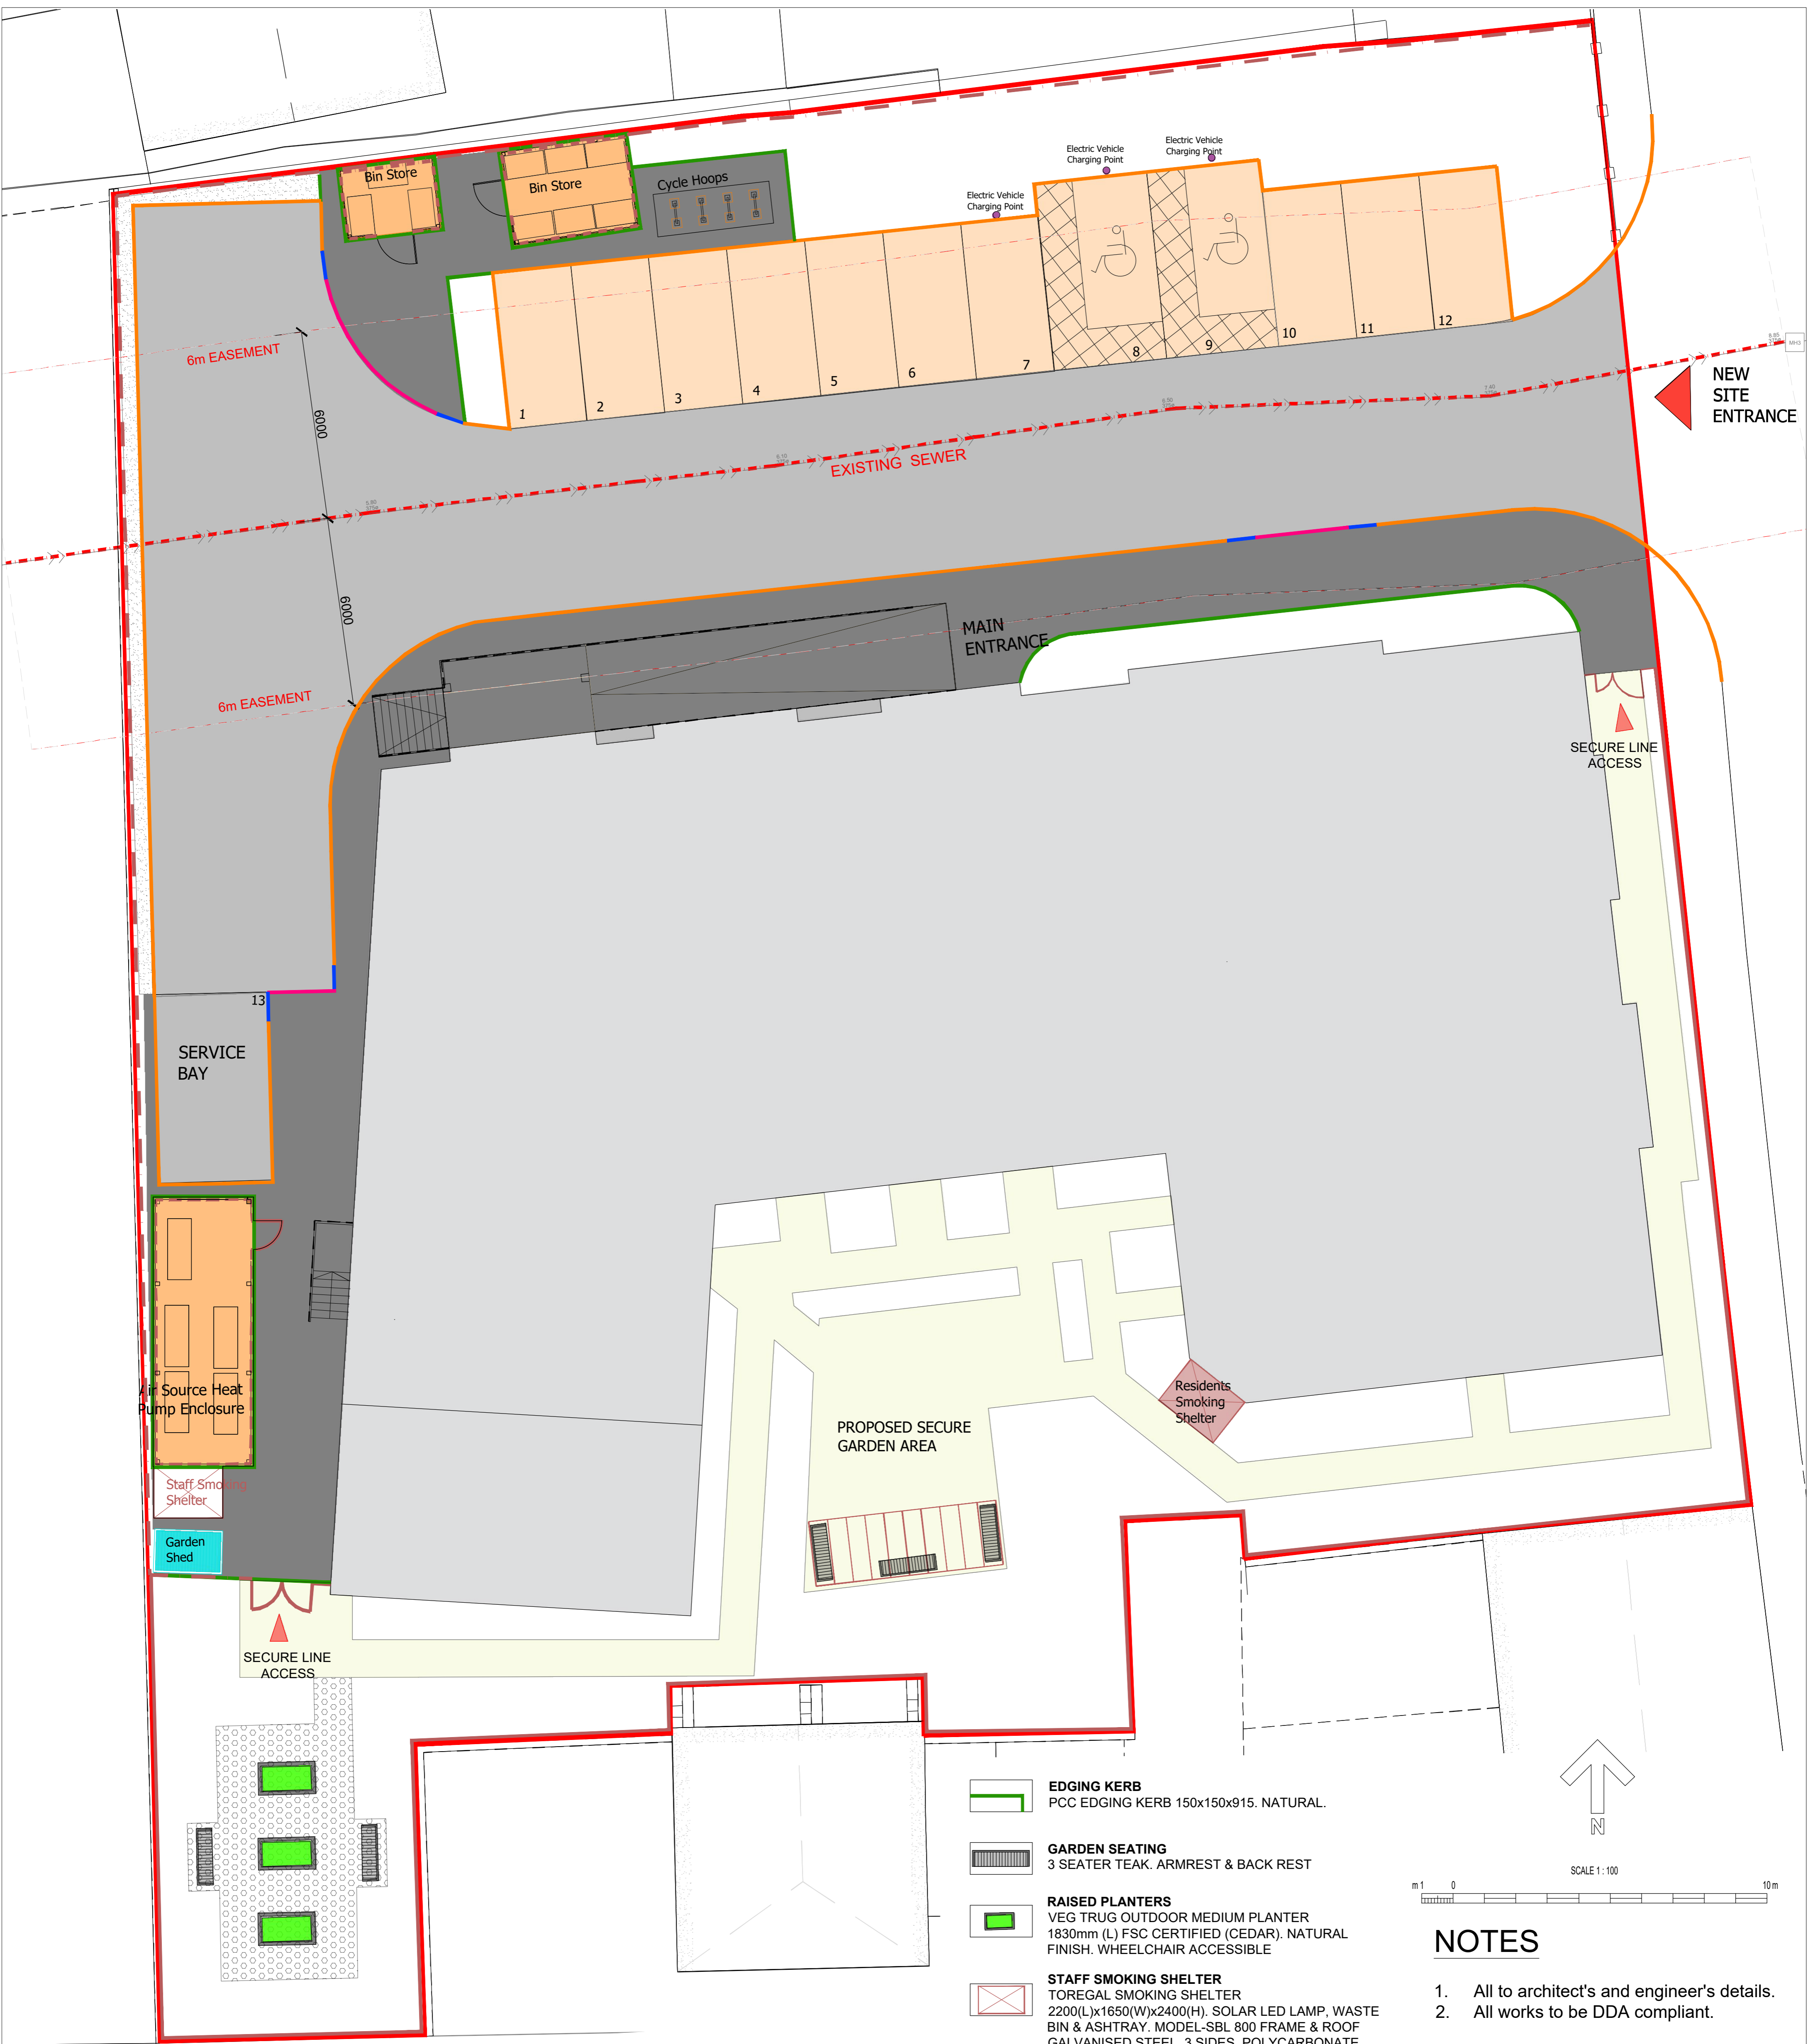 Electric Vehicle
Charging Point
Electric Vehicle
Charging Point
Electric Vehicle
Charging Point
Bin Store
Bin Store
Cycle Hoops
6m EASEMENT
1
2
3
4
5
6
7
8
9
10
11
12
MH3
NEW
SITE
ENTRANCE
6000
EXISTING SEWER
6000
6m EASEMENT
MAIN
ENTRANCE
SECURE LINE
ACCESS
13
SERVICE
BAY
Air Source Heat
Pump Enclosure
Staff Smoking
Shelter
Garden
Shed
Residents
Smoking
Shelter
PROPOSED SECURE
GARDEN AREA
SECURE LINE
ACCESS
EDGING KERB
PCC EDGING KERB 150x150x915. NATURAL.
GARDEN SEATING
3 SEATER TEAK. ARMREST & BACK REST
RAISED PLANTERS
VEG TRUG OUTDOOR MEDIUM PLANTER
1830mm (L) FSC CERTIFIED (CEDAR). NATURAL
FINISH. WHEELCHAIR ACCESSIBLE
STAFF SMOKING SHELTER
TOREGAL SMOKING SHELTER
2200(L)x1650(W)x2400(H). SOLAR LED LAMP, WASTE
BIN & ASHTRAY. MODEL-SBL 800 FRAME & ROOF
GALVANISED STEEL, 3 SIDES, POLYCARBONATE
N
SCALE 1 : 100
m 1 0 10 m
NOTES
1. All to architect's and engineer's details.
2. All works to be DDA compliant.